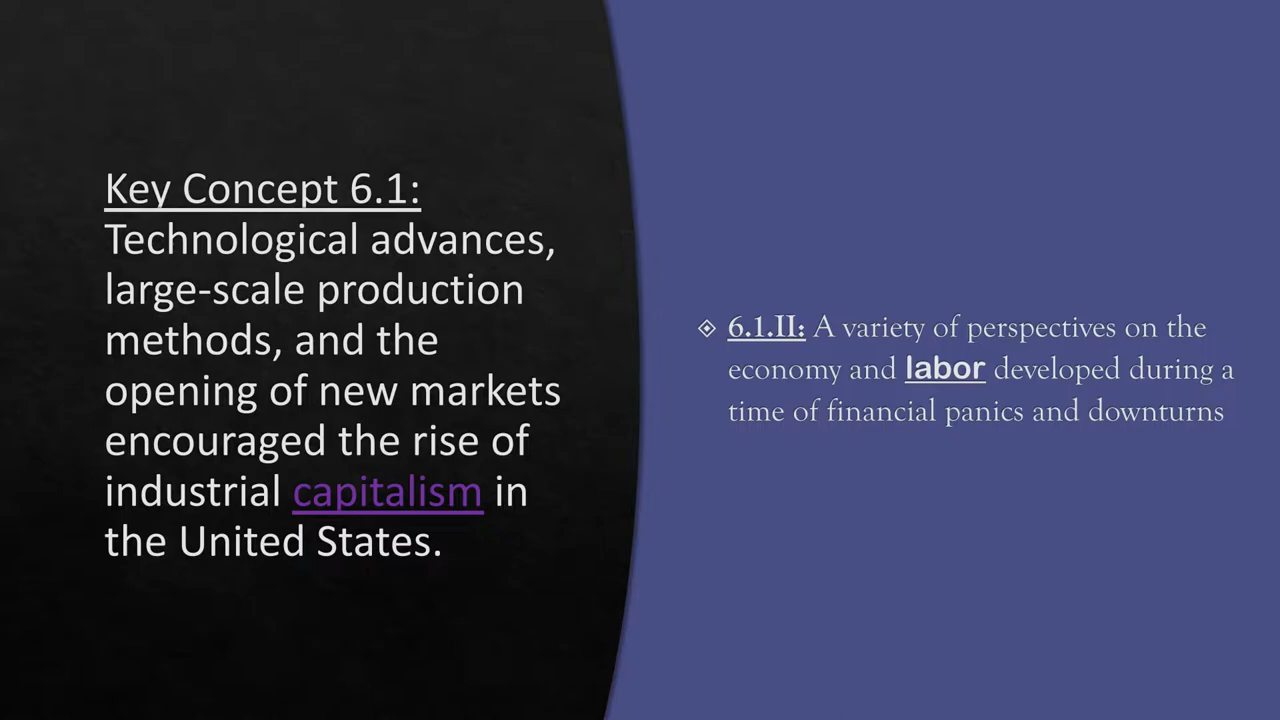 Key Concept 6.1:
Technological advances,
large-scale production
methods, and the
opening of new markets
encouraged the rise of
industrial capitalism in
the United States.
6.1.II: A variety of perspectives on the
economy and labor developed during a
time of financial panics and downturns